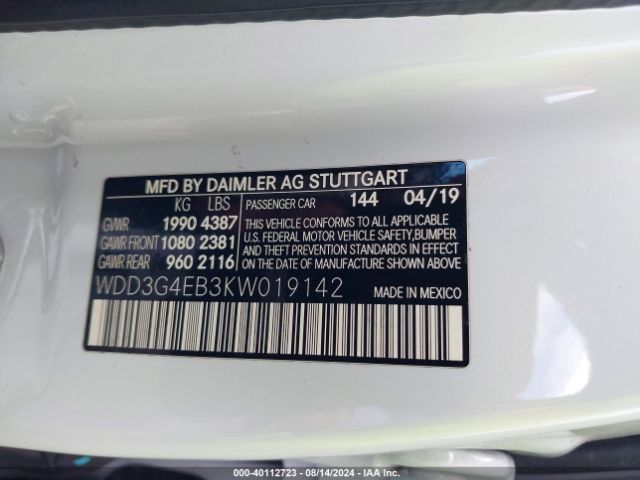 MFD BY DAIMLER AG STUTTGART
KG LBS PASSENGER CAR 144 04/19
GVWR 1990 4387 THIS VEHICLE CONFORMS TO ALL APPLICABLE
U.S. FEDERAL MOTOR VEHICLE SAFETY,BUMPER
GAWR FRONT 1080 2381 AND THEFT PREVENTION STANDARDS IN EFFECT
GAWR REAR 960 2116 ON THE DATE OF MANUFACTURE SHOWN ABOVE.
WDD3G4EB3KW019142 MADE IN MEXICO
000-40112723 - 08/14/2024 - IAA Inc.